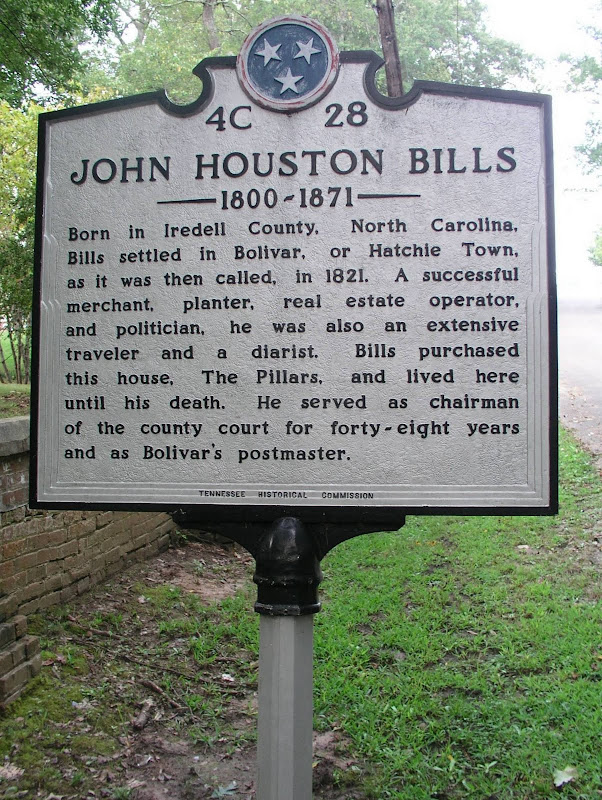 4C 28
JOHN HOUSTON BILLS
1800-1871
Born in Iredell County, North Carolina,
Bills settled in Bolivar, or Hatchie Town,
as it was then called, in 1821. A successful
merchant, planter, real estate operator,
and politician, he was also an extensive
traveler and a diarist. Bills purchased
this house, The Pillars, and lived here
until his death. He served as chairman
of the county court for forty-eight years
and as Bolivar's postmaster.
TENNESSEE HISTORICAL COMMISSION